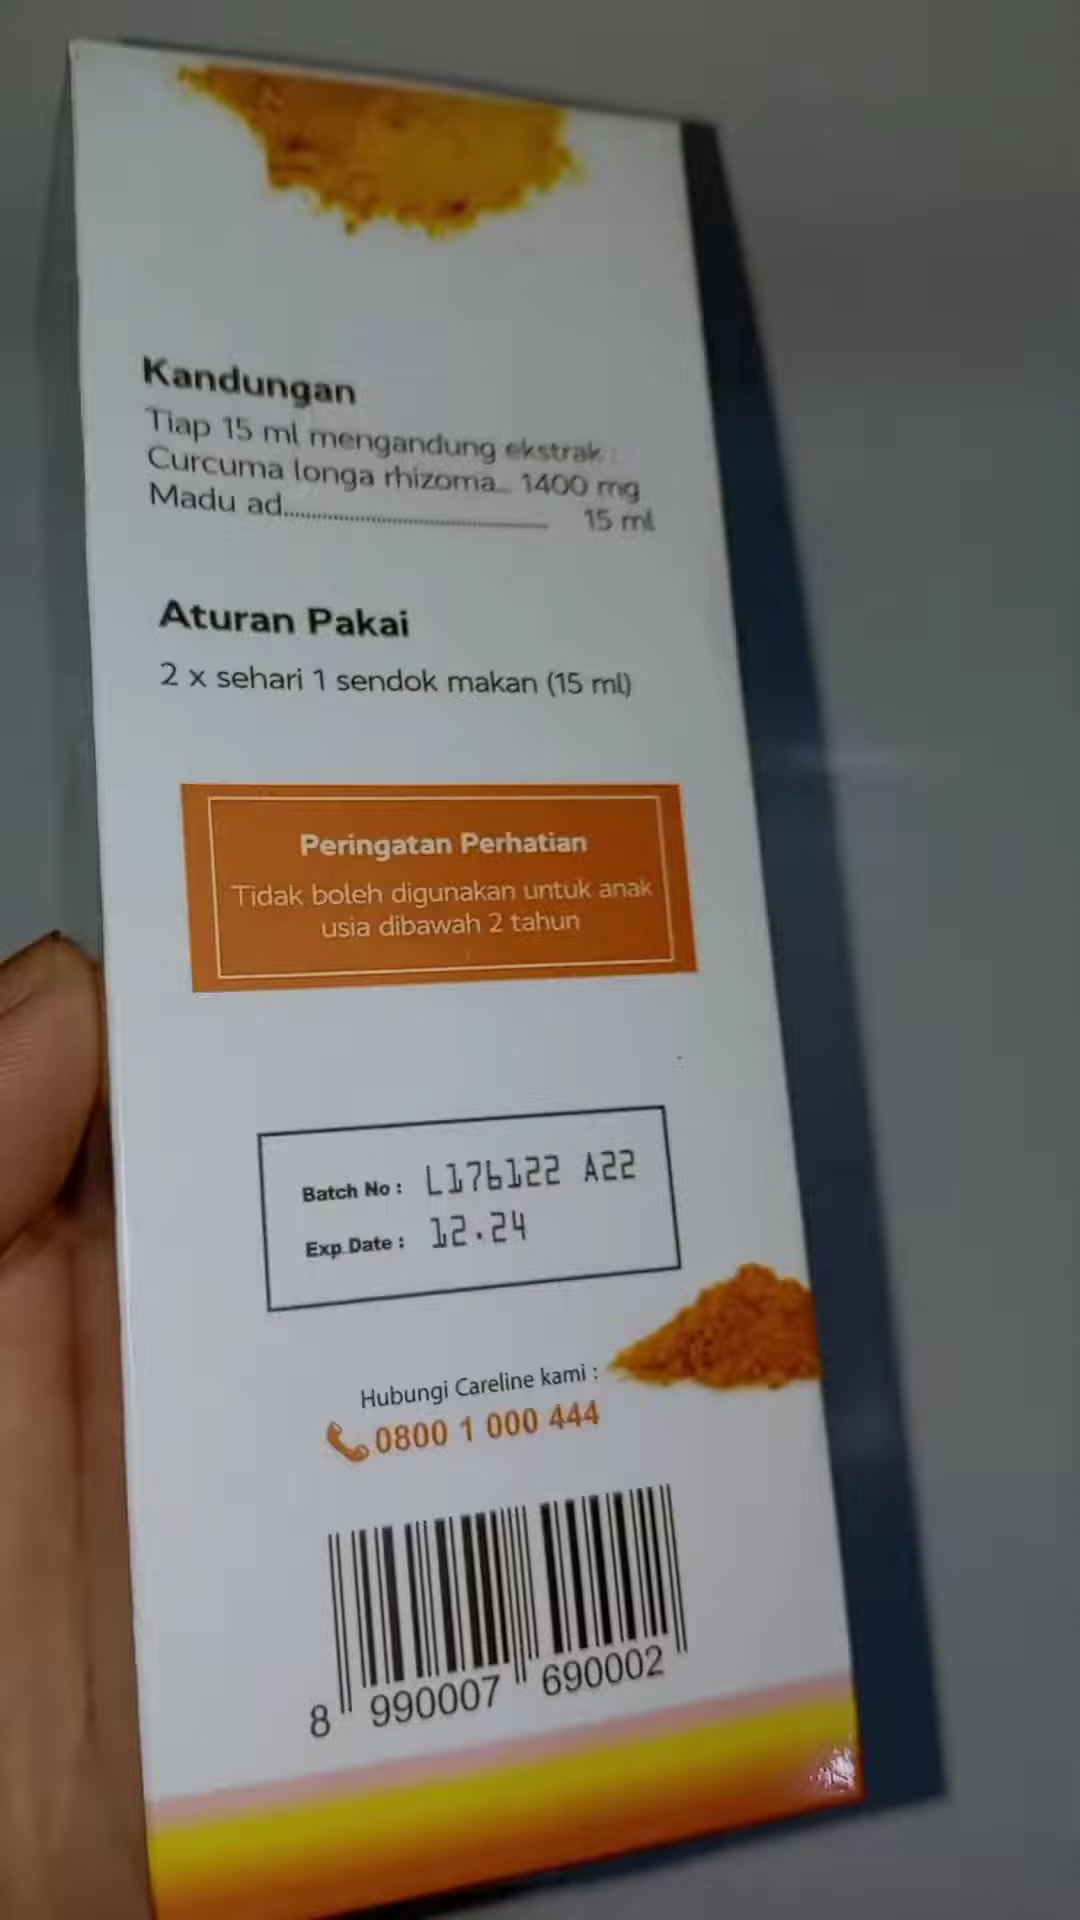 Kandungan
Tiap 15 ml mengandung ekstrak :
Curcuma longa rhizoma... 1400 mg
Madu ad........................................ 15 ml
Aturan Pakai
2 x sehari 1 sendok makan (15 ml)
Peringatan Perhatian
Tidak boleh digunakan untuk anak
usia dibawah 2 tahun
Batch No : L176122 A22
Exp.Date : 12.24
Hubungi Careline kami :
0800 1 000 444
8 990007 690002